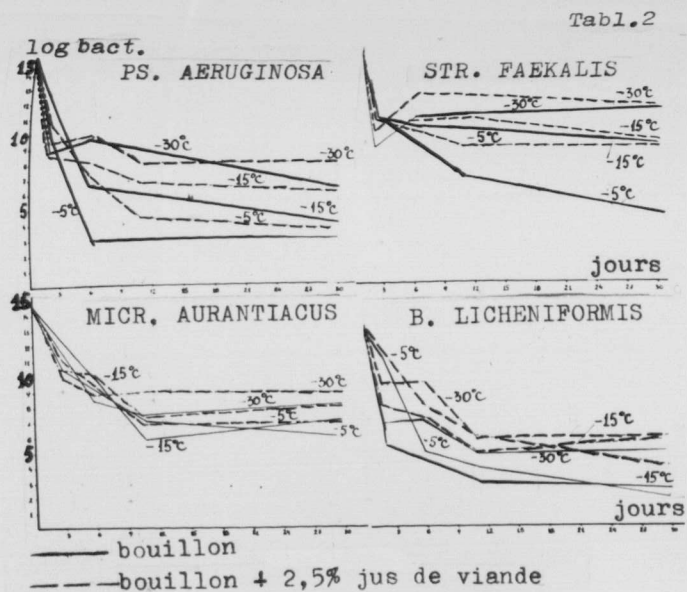 Tabl.2
log bact.
PS. AERUGINOSA
STR. FAEKALIS
15
10
5
-30°c
-30°c
-15°c
-15°c
-5°c
-5°c
-30°c
-30°c
-15°c
-15°c
-5°c
-5°c
jours
MICR. AURANTIACUS
B. LICHENIFORMIS
15
10
5
-15°c
-30°c
-30°c
-5°c
-15°c
-5°c
-5°c
-30°c
-15°c
-5°c
-30°c
-15°c
jours
bouillon
bouillon + 2,5% jus de viande